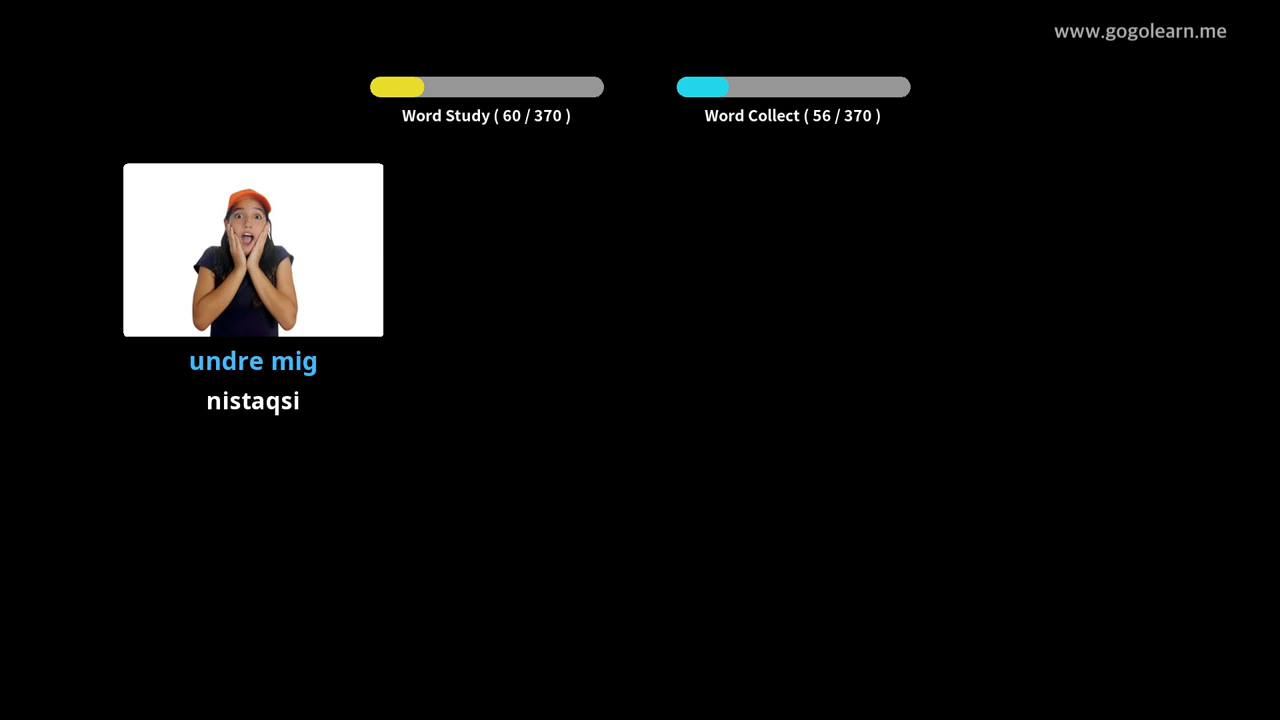 www.gogolearn.me
Word Study ( 60 / 370 )
Word Collect ( 56 / 370 )
undre mig
nistaqsi